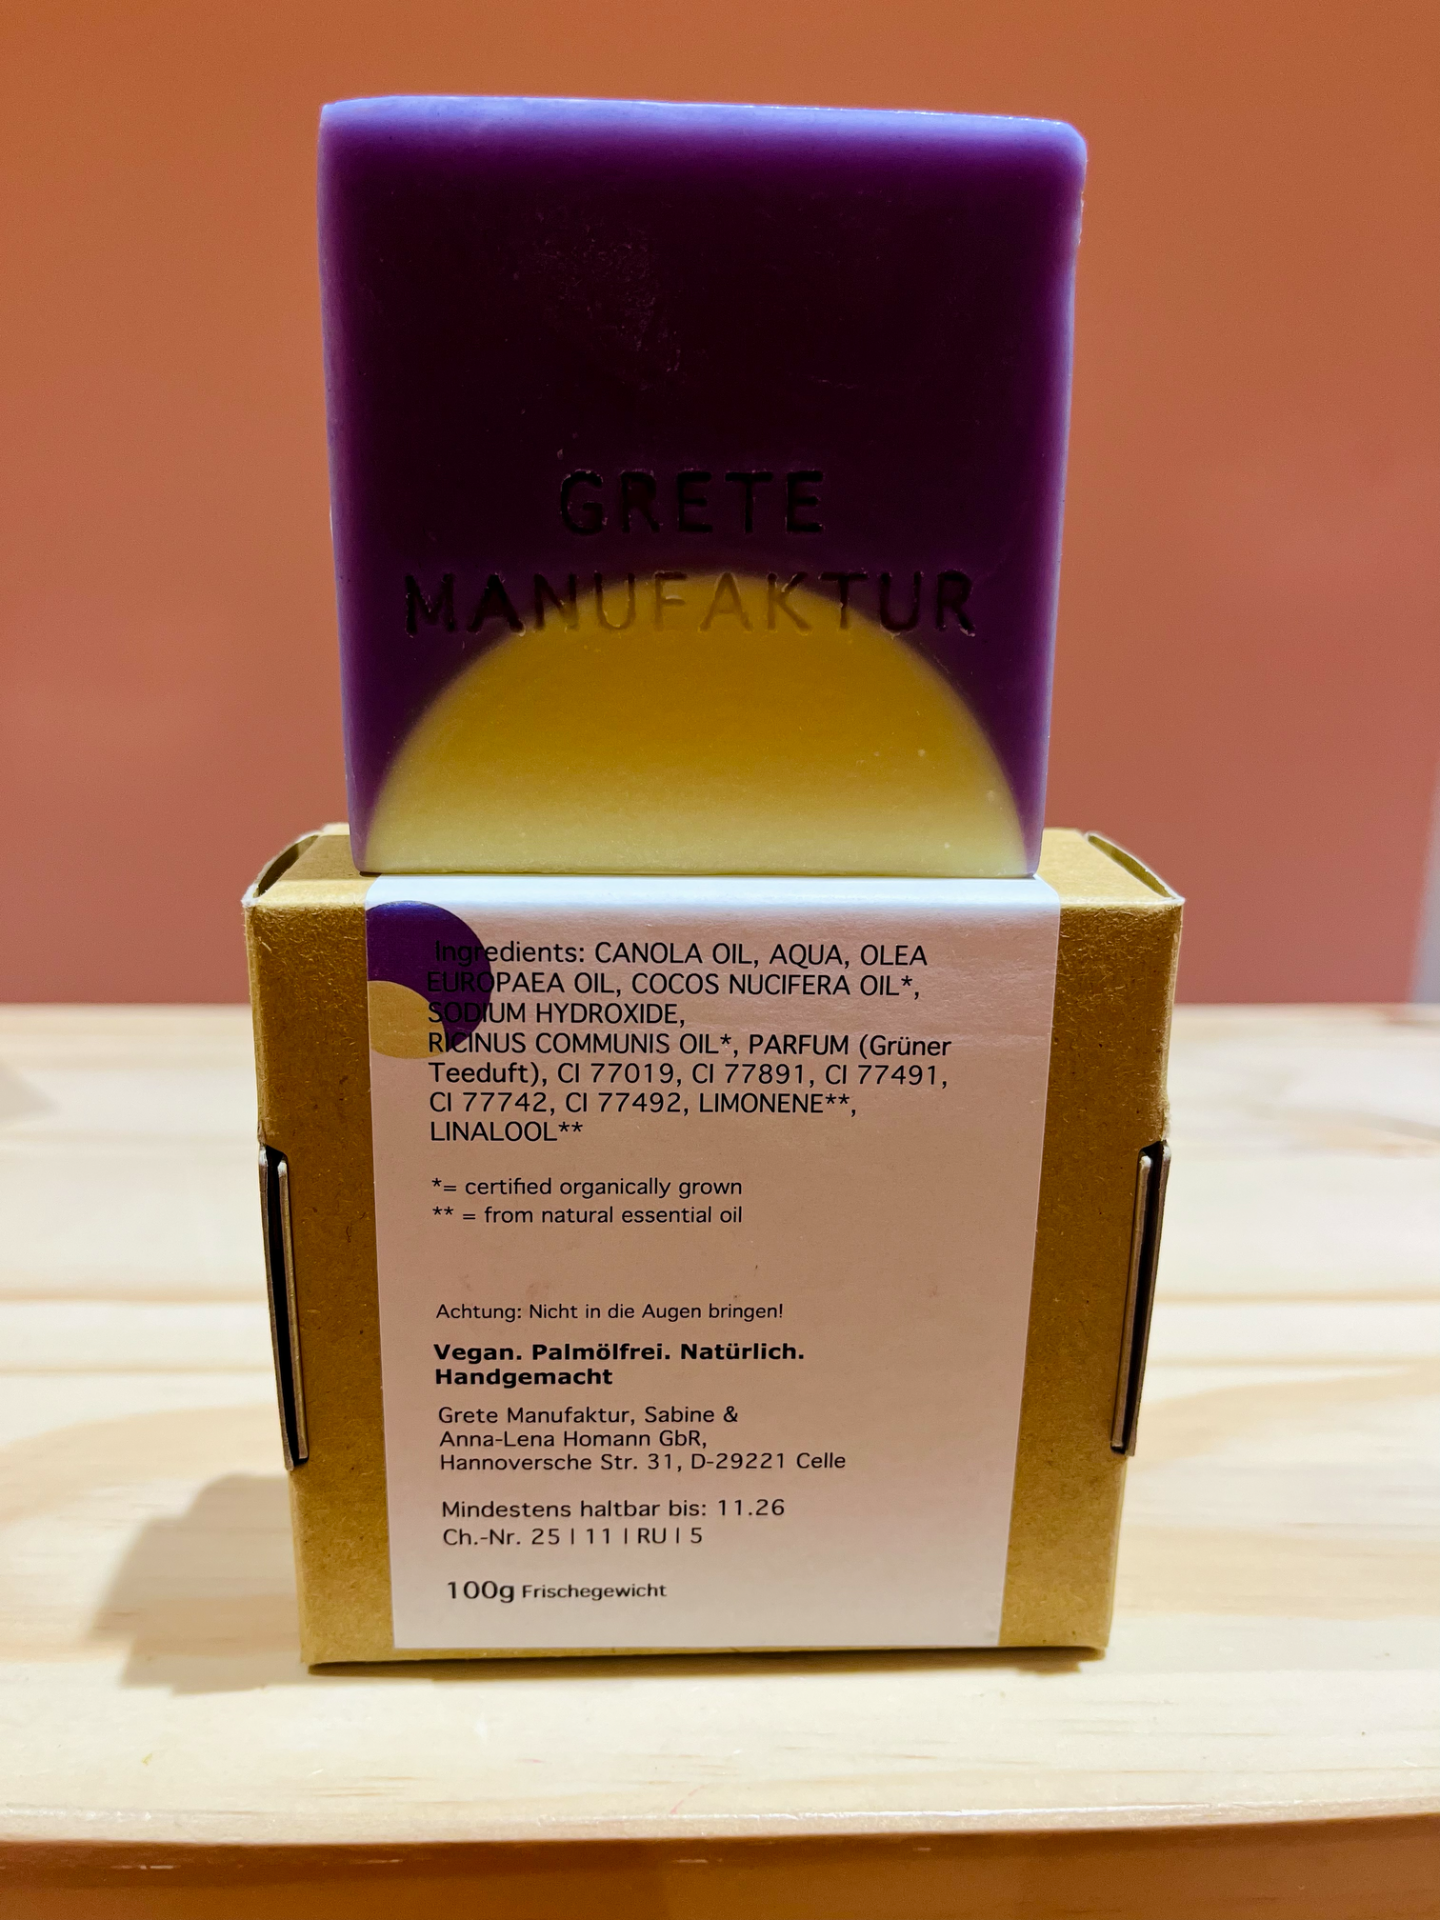 GRETE
MANUFAKTUR
Ingredients: CANOLA OIL, AQUA, OLEA
EUROPAEA OIL, COCOS NUCIFERA OIL*,
SODIUM HYDROXIDE,
RICINUS COMMUNIS OIL*, PARFUM (Grüner
Teeduft), CI 77019, CI 77891, CI 77491,
CI 77742, CI 77492, LIMONENE**,
LINALOOL**
*= certified organically grown
** = from natural essential oil
Achtung: Nicht in die Augen bringen!
Vegan. Palmölfrei. Natürlich.
Handgemacht
Grete Manufaktur, Sabine &
Anna-Lena Homann GbR,
Hannoversche Str. 31, D-29221 Celle
Mindestens haltbar bis: 11.26
Ch.-Nr. 25 | 11 | RU | 5
100g Frischegewicht